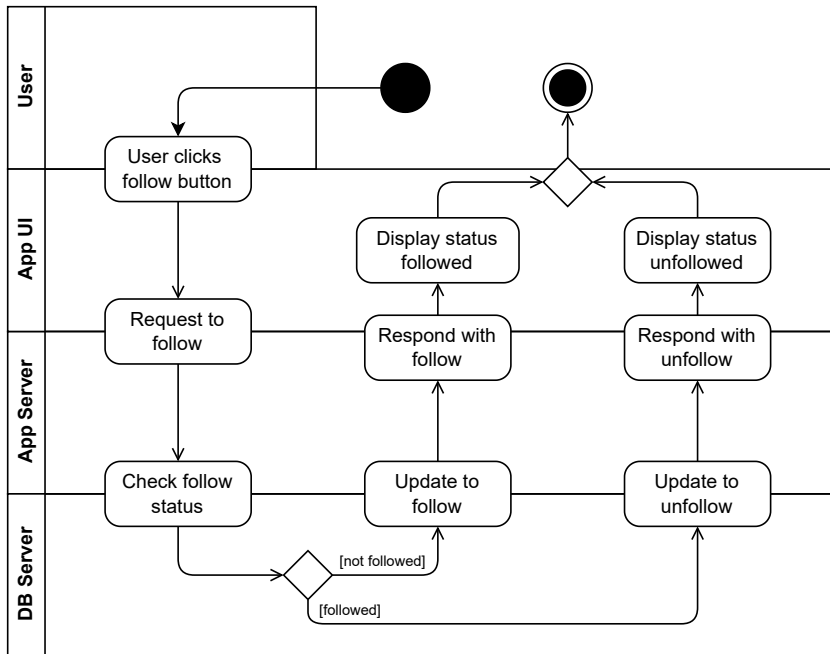 User
User clicks
follow button
App UI
Display status
followed
Display status
unfollowed
Request to
follow
Respond with
follow
Respond with
unfollow
App Server
Check follow
status
Update to
follow
Update to
unfollow
DB Server
[not followed]
[followed]